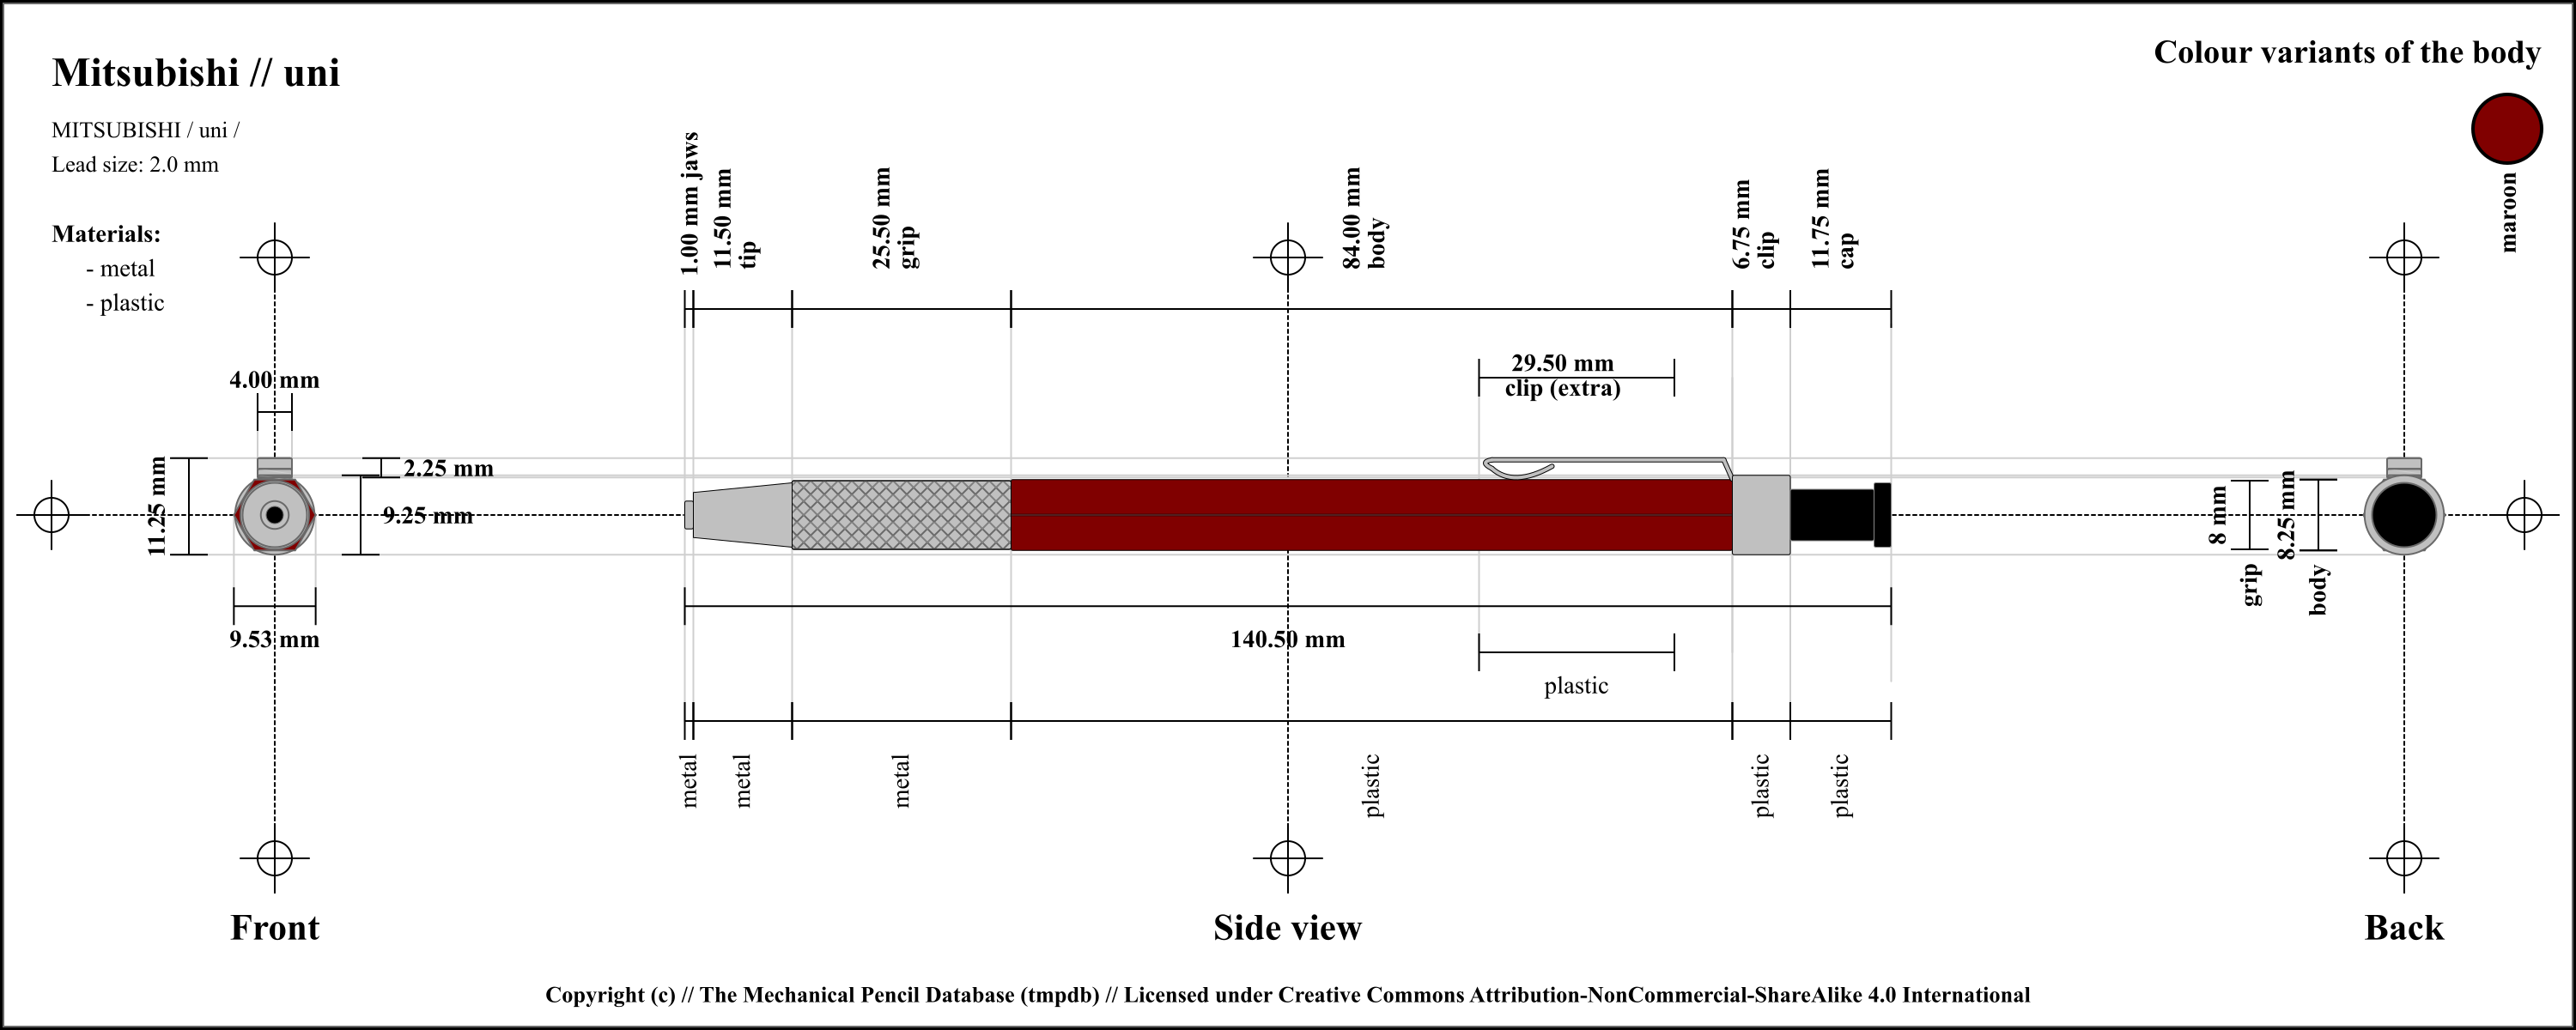 Mitsubishi // uni
MITSUBISHI / uni /
Lead size: 2.0 mm
Materials:
- metal
- plastic
Colour variants of the body
maroon
1.00 mm jaws
11.50 mm
tip
25.50 mm
grip
84.00 mm
body
6.75 mm
clip
11.75 mm
cap
29.50 mm
clip (extra)
4.00 mm
2.25 mm
11.25 mm
9.25 mm
9.53 mm
140.50 mm
8 mm
grip
8.25 mm
body
plastic
metal
metal
metal
plastic
plastic
plastic
Front
Side view
Back
Copyright (c) // The Mechanical Pencil Database (tmpdb) // Licensed under Creative Commons Attribution-NonCommercial-ShareAlike 4.0 International